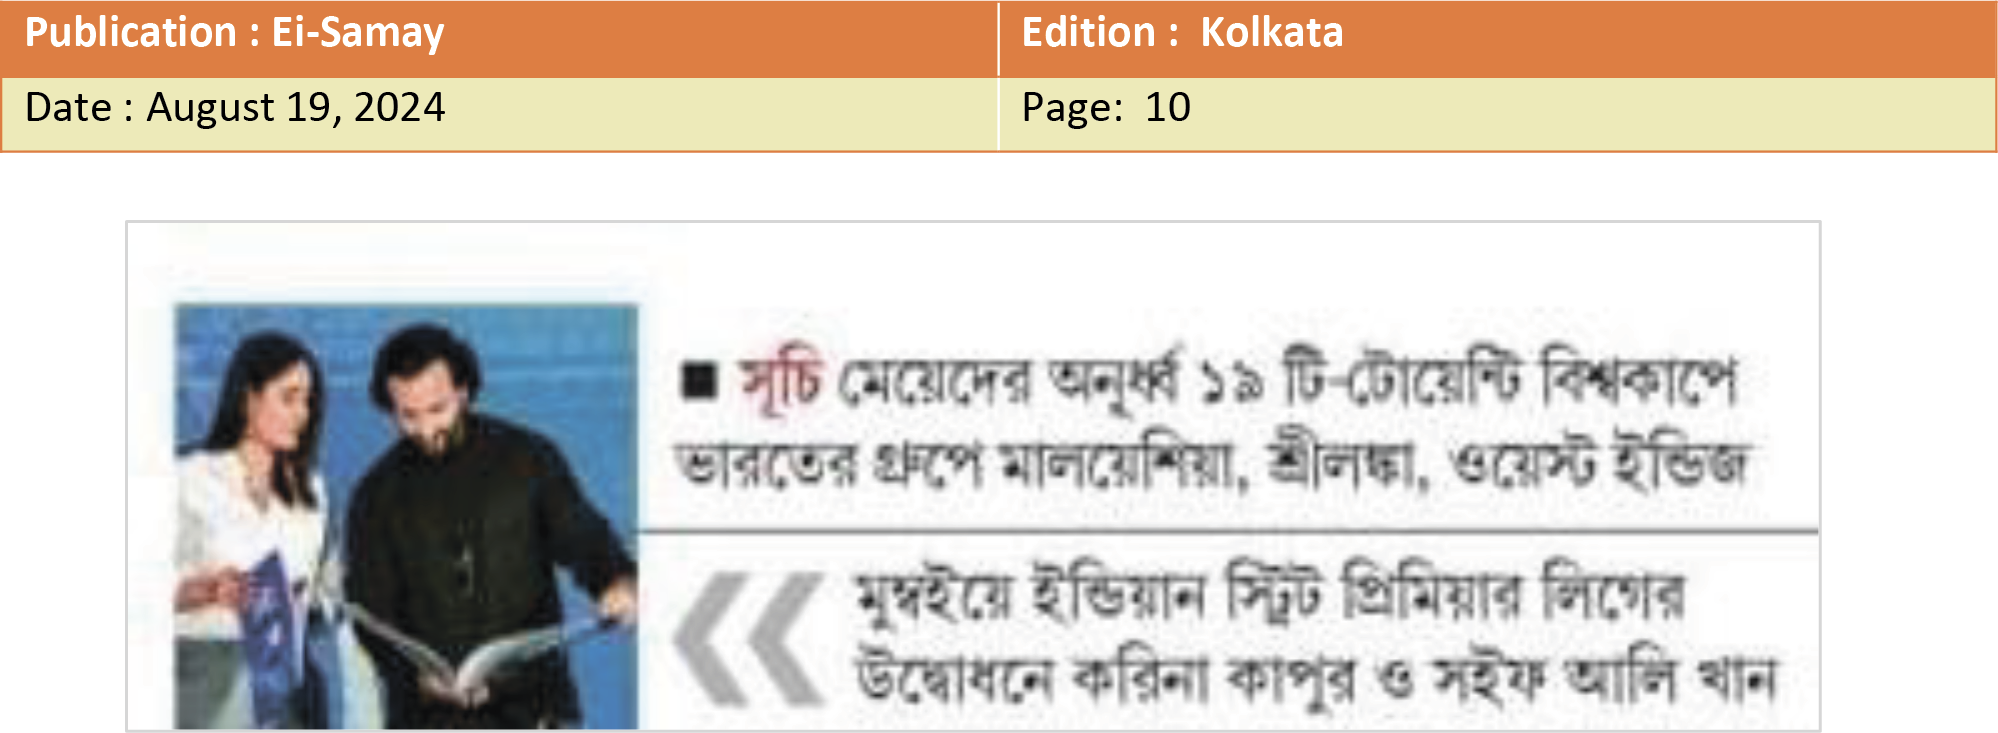 Publication : Ei-Samay
Edition : Kolkata
Date : August 19, 2024
Page: 10
■ সূচি মেয়েদের অনূর্ধ্ব ১৯ টি-টোয়েন্টি বিশ্বকাপে
ভারতের গ্রুপে মালয়েশিয়া, শ্রীলঙ্কা, ওয়েস্ট ইন্ডিজ
মুম্বইয়ে ইন্ডিয়ান স্ট্রিট প্রিমিয়ার লিগের
উদ্বোধনে করিনা কাপুর ও সইফ আলি খান